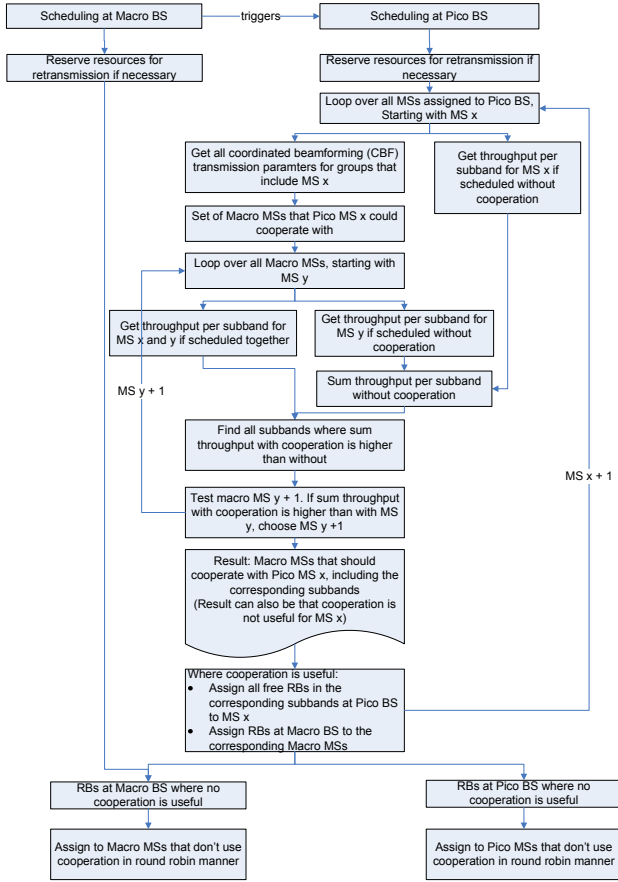 Scheduling at Macro BS
triggers
Scheduling at Pico BS
Reserve resources for
retransmission if necessary
Reserve resources for retransmission if
necessary
Loop over all MSs assigned to Pico BS,
Starting with MS x
Get all coordinated beamforming (CBF)
transmission paramters for groups that
include MS x
Get throughput per
subband for MS x if
scheduled without
cooperation
Set of Macro MSs that Pico MS x could
cooperate with
Loop over all Macro MSs, starting with
MS y
Get throughput per subband for
MS x and y if scheduled together
Get throughput per subband for
MS y if scheduled without
cooperation
Sum throughput per subband
without cooperation
MS y + 1
Find all subbands where sum
throughput with cooperation is higher
than without
MS x + 1
Test macro MS y + 1. If sum throughput
with cooperation is higher than with MS
y, choose MS y +1
Result: Macro MSs that should
cooperate with Pico MS x, including the
corresponding subbands
(Result can also be that cooperation is
not useful for MS x)
Where cooperation is useful:
• Assign all free RBs in the
corresponding subbands at Pico BS
to MS x
• Assign RBs at Macro BS to the
corresponding Macro MSs
RBs at Macro BS where no
cooperation is useful
RBs at Pico BS where no
cooperation is useful
Assign to Macro MSs that don't use
cooperation in round robin manner
Assign to Pico MSs that don't use
cooperation in round robin manner